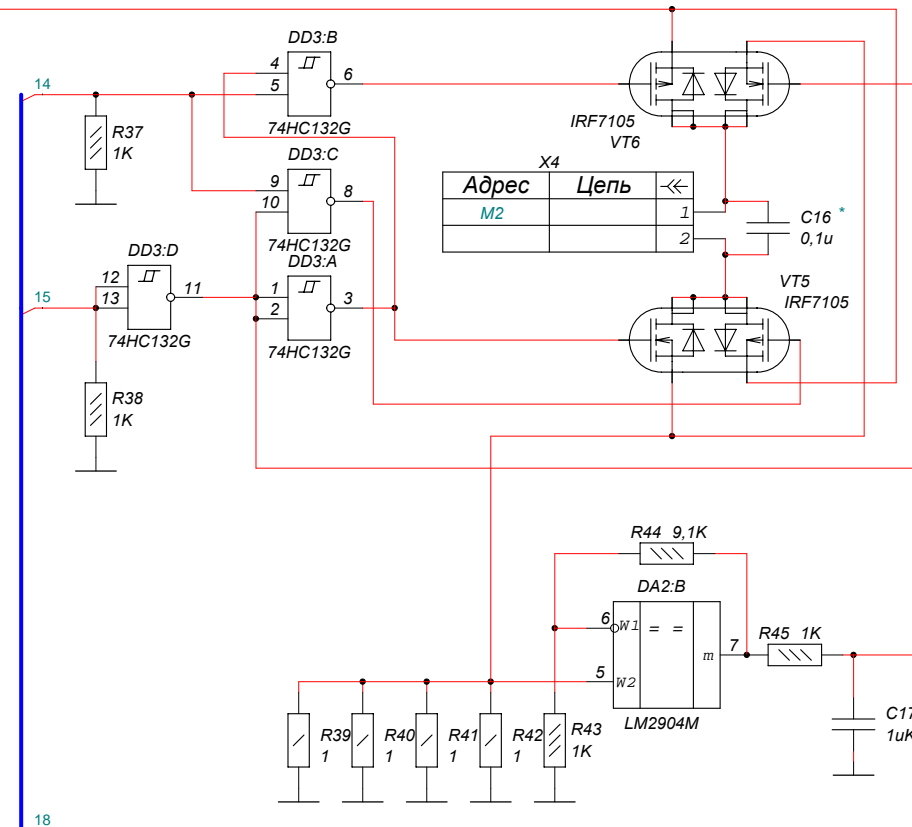 DD3:B
4
5
6
74HC132G
14
R37
1K
IRF7105
VT6
DD3:C
9
10
8
74HC132G
X4
Адрес Цепь
M2 1
2
C16 *
0,1u
DD3:D
12
13
11
74HC132G
DD3:A
1
2
3
74HC132G
15
VT5
IRF7105
R38
1K
R44 9,1K
DA2:B
6 W1 = =
5 W2
m 7
LM2904M
R45 1K
R39
1
R40
1
R41
1
R42
1
R43
1K
C17
1uK
18